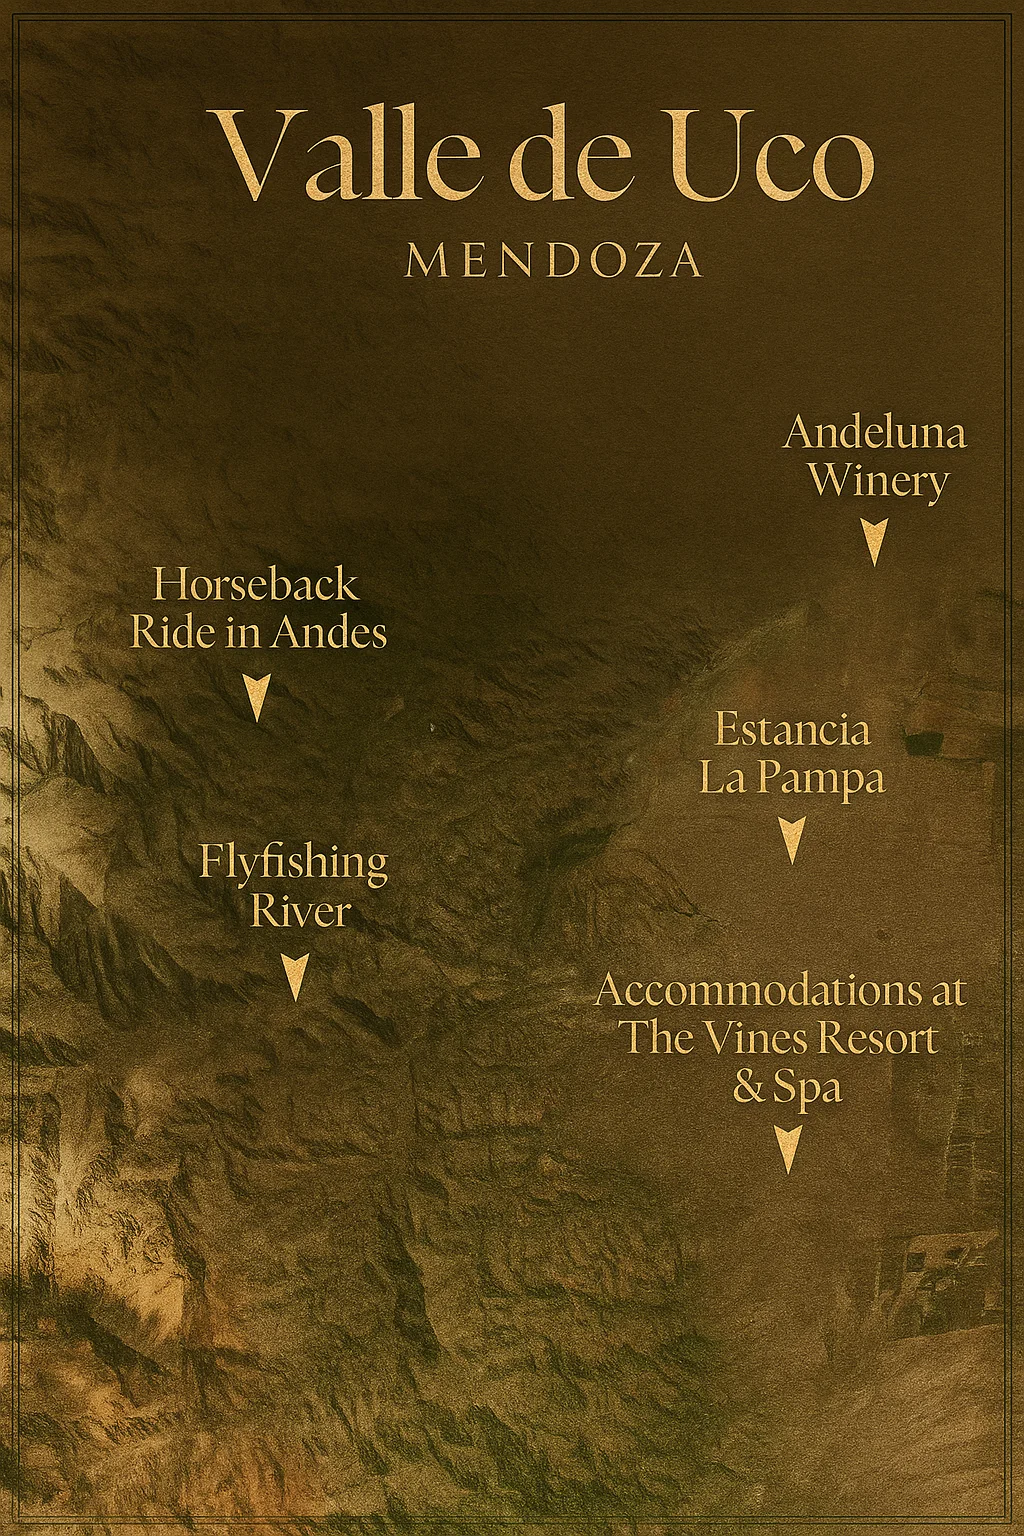 Valle de Uco
MENDOZA
Andeluna
Winery
Horseback
Ride in Andes
Estancia
La Pampa
Flyfishing
River
Accommodations at
The Vines Resort
& Spa